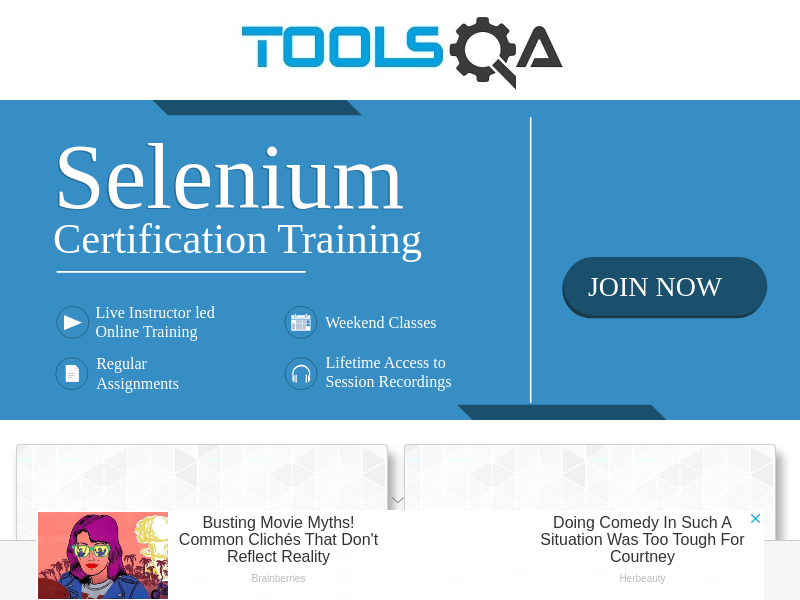 TOOLSQA
Selenium
Certification Training
JOIN NOW
Live Instructor led
Online Training
Weekend Classes
Regular
Assignments
Lifetime Access to
Session Recordings
Busting Movie Myths!
Common Clichés That Don't
Reflect Reality
Brainberries
Doing Comedy In Such A
Situation Was Too Tough For
Courtney
Herbeauty